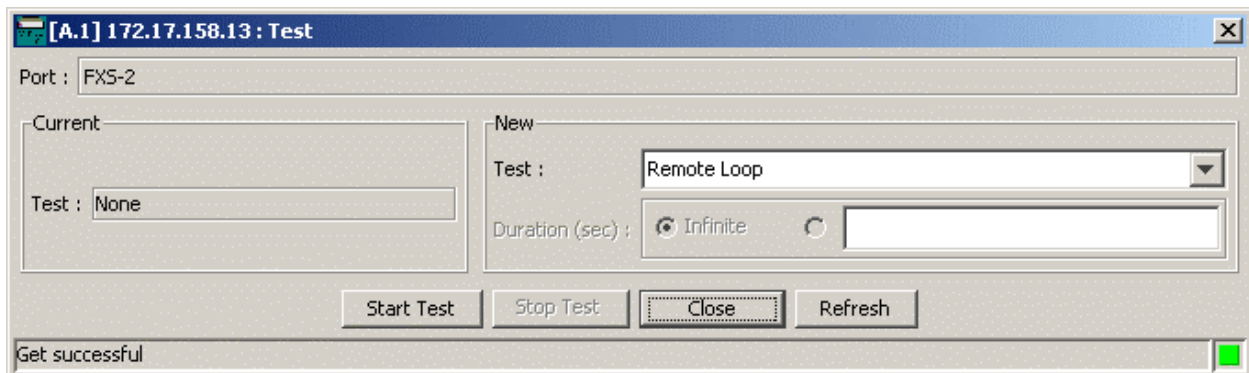 [A.1] 172.17.158.13 : Test
Port : FXS-2
Current
Test : None
New
Test : Remote Loop
Duration (sec) : Infinite
Start Test Stop Test Close Refresh
Get successful